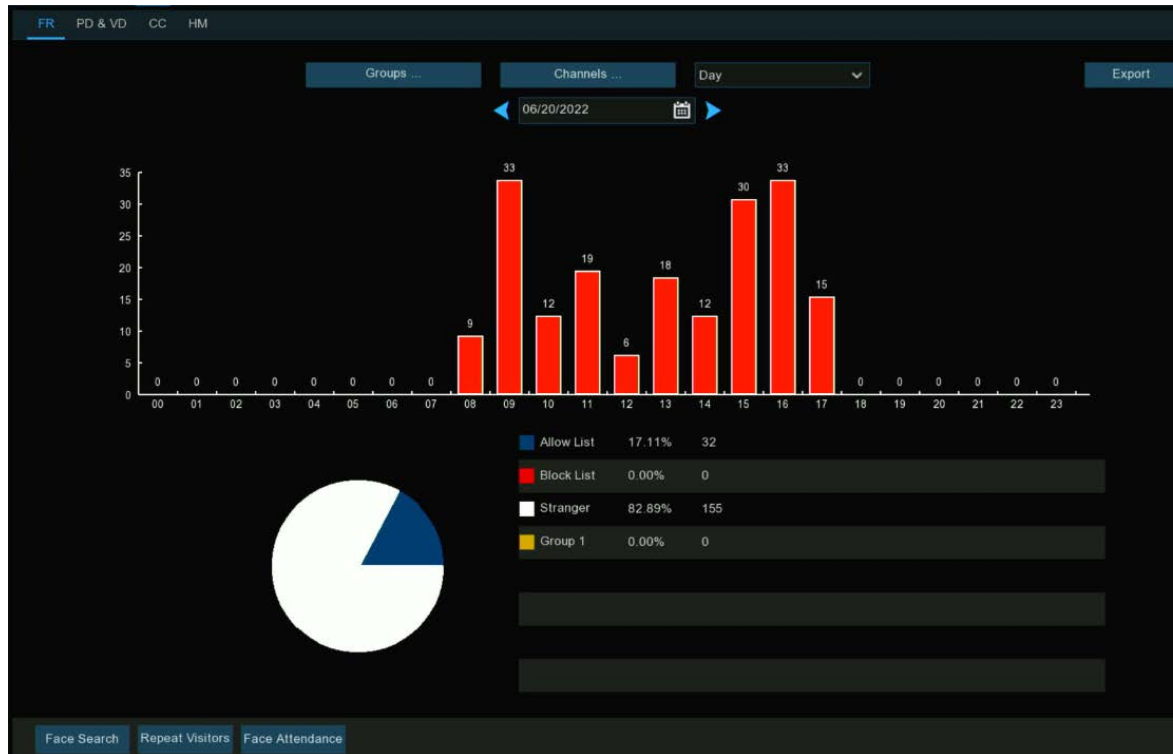 FR PD & VD CC HM
Groups ... Channels ... Day Export
06/20/2022
35
30
25
20
15
10
5
0
0 0 0 0 0 0 0 0 9 33 12 19 6 18 12 30 33 15 0 0 0 0 0 0
00 01 02 03 04 05 06 07 08 09 10 11 12 13 14 15 16 17 18 19 20 21 22 23
Allow List 17.11% 32
Block List 0.00% 0
Stranger 82.89% 155
Group 1 0.00% 0
Face Search Repeat Visitors Face Attendance